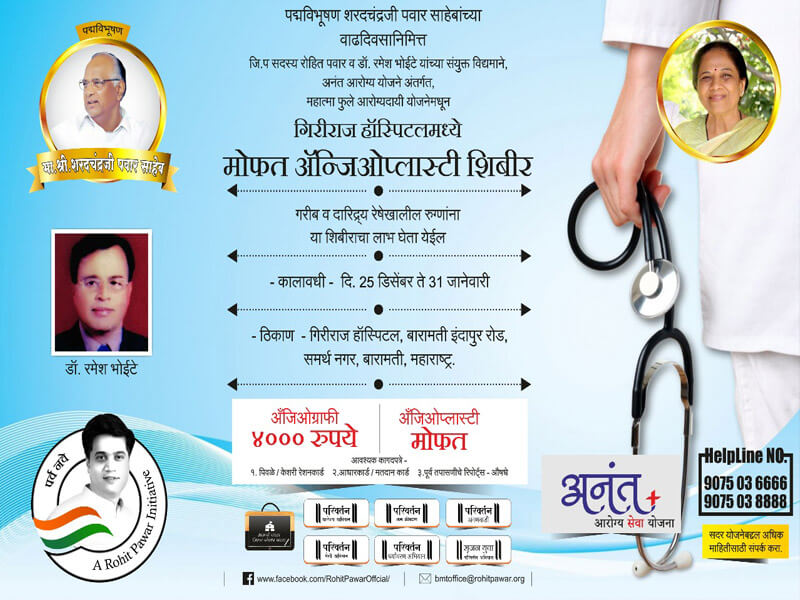 पद्मविभूषण
मा. श्री. शरदचंद्रजी पवार साहेब
पद्मविभूषण शरदचंद्रजी पवार साहेबांच्या
वाढदिवसानिमित्त
जि.प सदस्य रोहित पवार व डॉ. रमेश भोईटे यांच्या संयुक्त विद्यमाने,
अनंत आरोग्य योजने अंतर्गत,
महात्मा फुले आरोग्यदायी योजनेमधून
गिरीराज हॉस्पिटलमध्ये
मोफत ॲन्जिओप्लास्टी शिबीर
गरीब व दारिद्र्य रेषेखालील रुग्णांना
या शिबीराचा लाभ घेता येईल
- कालावधी - दि. 25 डिसेंबर ते 31 जानेवारी
- ठिकाण - गिरीराज हॉस्पिटल, बारामती इंदापुर रोड,
समर्थ नगर, बारामती, महाराष्ट्र.
डॉ. रमेश भोईटे
अँजिओग्राफी
४००० रुपये
अँजिओप्लास्टी
मोफत
आवश्यक कागदपत्रे -
१. पिवळे / केशरी रेशनकार्ड २.आधारकार्ड / मतदान कार्ड ३.पूर्व तपासणीचे रिपोर्ट्स - औषधे
पर्व नवे
A Rohit Pawar Initiative
परिवर्तन
परिवर्तन
परिवर्तन
परिवर्तन
परिवर्तन
सृजन युवा
अनंत
आरोग्य सेवा योजना
HelpLine NO-
9075 03 6666
9075 03 8888
सदर योजनेबद्दल अधिक
माहितीसाठी संपर्क करा.
www.facebook.com/RohitPawarOffcial/
bmtoffice@rohitpawar.org